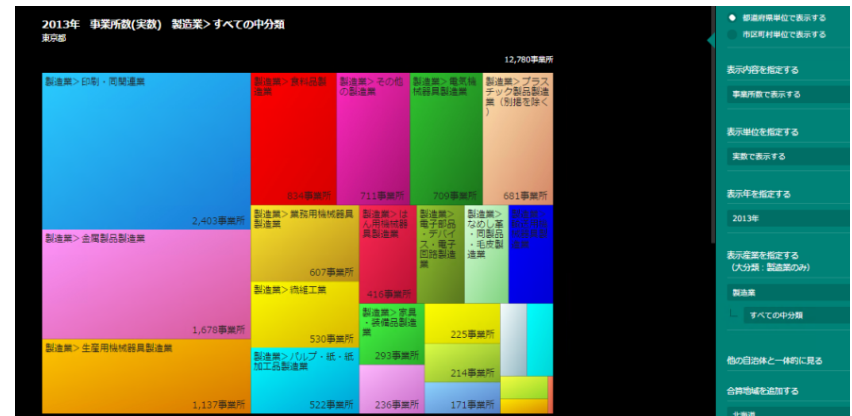 2013年 事業所数(実数) 製造業>すべての中分類
東京都
12,780事業所
製造業>印刷・同関連業
2,403事業所
製造業>金属製品製造業
1,678事業所
製造業>生産用機械器具製造業
1,137事業所
製造業>食料品製
造業
834事業所
製造業>その他
の製造業
711事業所
製造業>電気機
械器具製造業
709事業所
製造業>プラス
チック製品製造
業(別掲を除く
)
681事業所
製造業>業務用機械器具
製造業
607事業所
製造業>繊維工業
530事業所
製造業>パルプ・紙・紙
加工品製造業
522事業所
製造業>は
ん用機械器
具製造業
416事業所
製造業>
電子部品
・デバイ
ス・電子
回路製造
業
製造業>
なめし革
・同製品
・毛皮製
造業
製造業>家具
・装備品製造
業
293事業所
236事業所
225事業所
214事業所
171事業所
都道府県単位で表示する
市区町村単位で表示する
表示内容を指定する
事業所数で表示する
表示単位を指定する
実数で表示する
表示年を指定する
2013年
表示産業を指定する
(大分類:製造業のみ)
製造業
すべての中分類
他の自治体と一体的に見る
合算地域を追加する
北海道